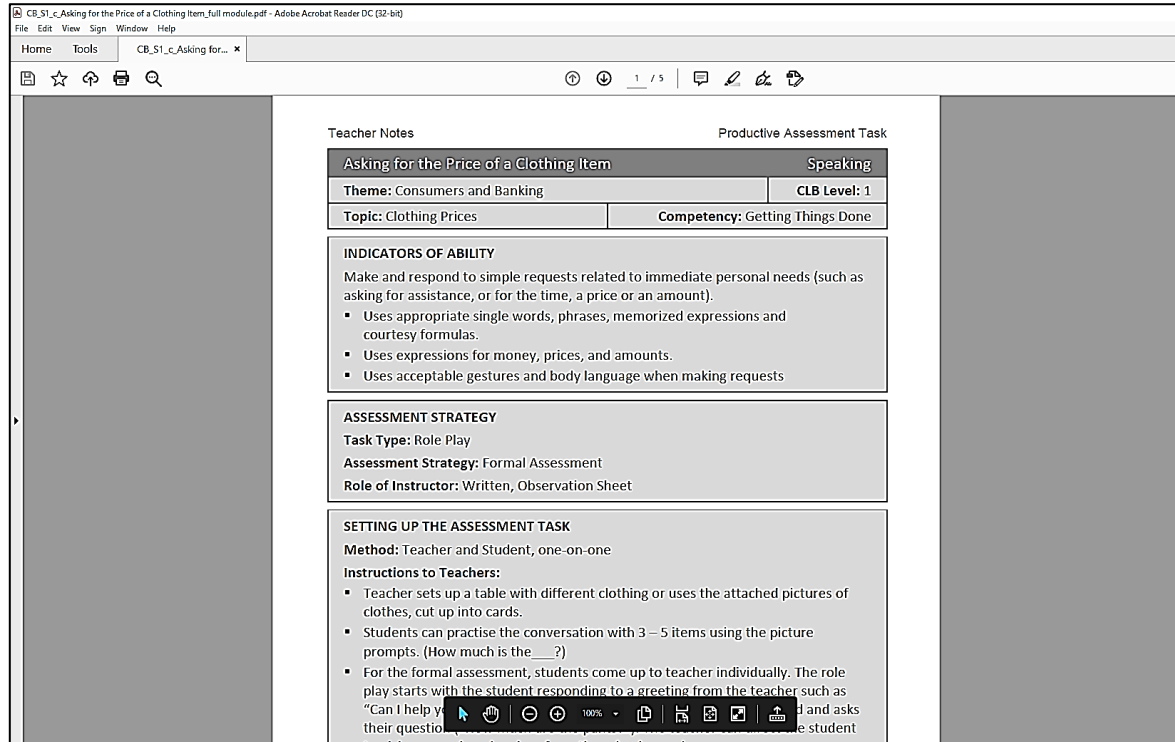 CB_S1_c_Asking for the Price of a Clothing Item_full module.pdf - Adobe Acrobat Reader DC (32-bit)
File Edit View Sign Window Help
Home Tools CB_S1_c_Asking for... ×
1 / 5
Teacher Notes Productive Assessment Task
Asking for the Price of a Clothing Item Speaking
Theme: Consumers and Banking CLB Level: 1
Topic: Clothing Prices Competency: Getting Things Done
INDICATORS OF ABILITY
Make and respond to simple requests related to immediate personal needs (such as
asking for assistance, or for the time, a price or an amount).
▪ Uses appropriate single words, phrases, memorized expressions and
courtesy formulas.
▪ Uses expressions for money, prices, and amounts.
▪ Uses acceptable gestures and body language when making requests
ASSESSMENT STRATEGY
Task Type: Role Play
Assessment Strategy: Formal Assessment
Role of Instructor: Written, Observation Sheet
SETTING UP THE ASSESSMENT TASK
Method: Teacher and Student, one-on-one
Instructions to Teachers:
▪ Teacher sets up a table with different clothing or uses the attached pictures of
clothes, cut up into cards.
▪ Students can practise the conversation with 3 – 5 items using the picture
prompts. (How much is the___?)
▪ For the formal assessment, students come up to teacher individually. The role
play starts with the student responding to a greeting from the teacher such as
“Can I help and asks
their student
100%